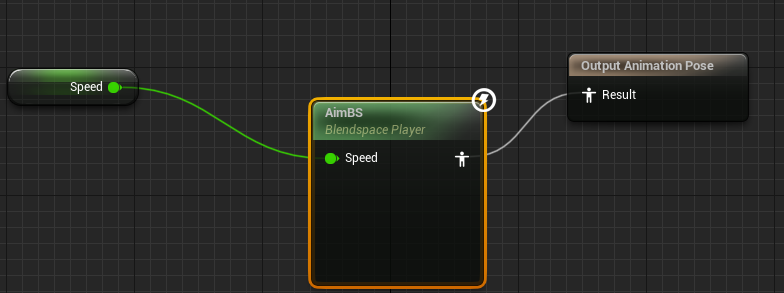 Speed
AimBS
Blendspace Player
Speed
Output Animation Pose
Result